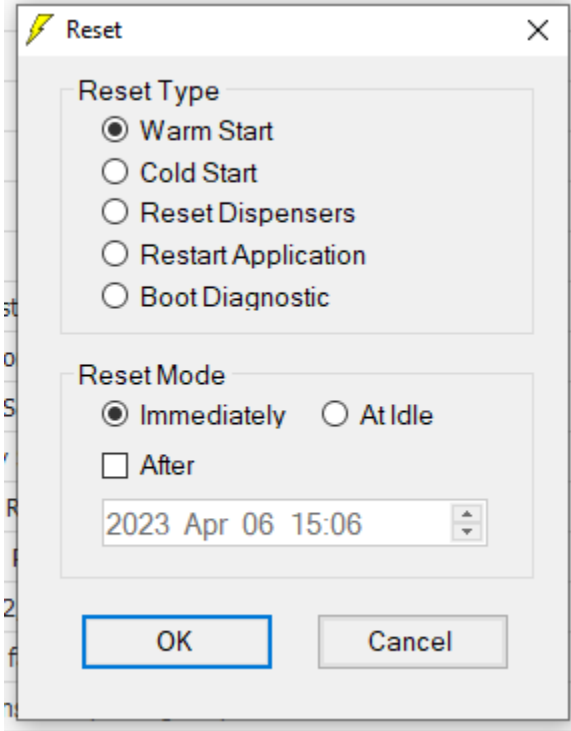 Reset
Reset Type
Warm Start
Cold Start
Reset Dispensers
Restart Application
Boot Diagnostic
Reset Mode
Immediately At Idle
After
2023 Apr 06 15:06
OK Cancel